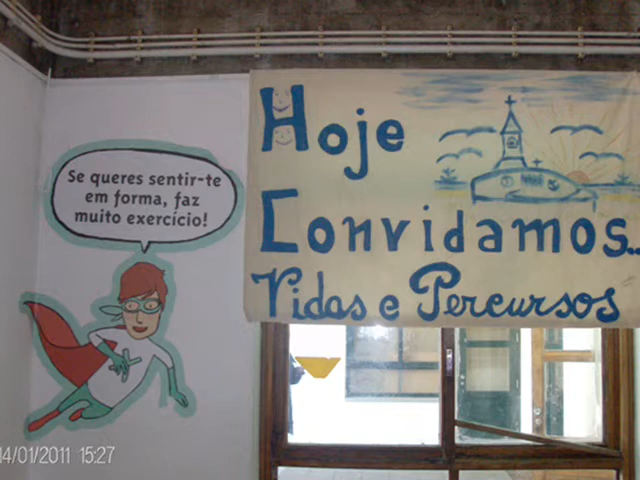 Se queres sentir-te
em forma, faz
muito exercício!
Hoje
Convidamos...
Vidas e Percursos
14/01/2011 15:27